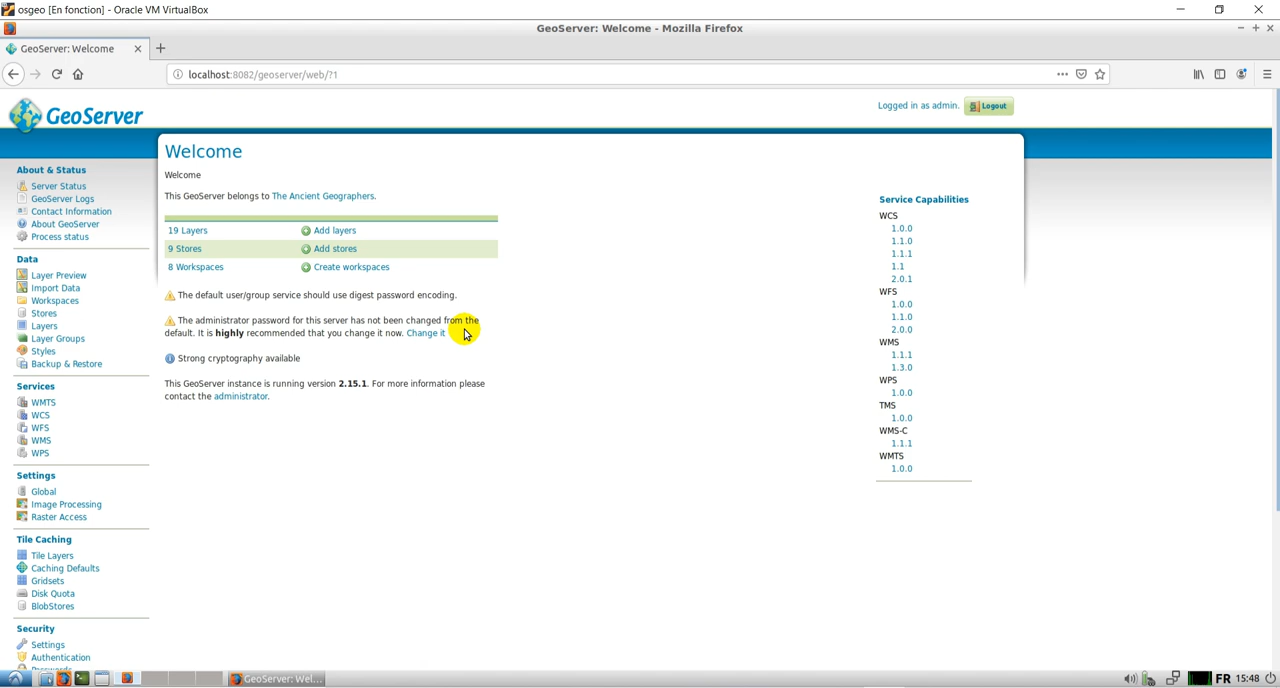 osgeo [En fonction] - Oracle VM VirtualBox
GeoServer: Welcome - Mozilla Firefox
GeoServer: Welcome
localhost:8082/geoserver/web/?1
GeoServer
Logged in as admin. Logout
About & Status
Server Status
GeoServer Logs
Contact Information
About GeoServer
Process status
Data
Layer Preview
Import Data
Workspaces
Stores
Layers
Layer Groups
Styles
Backup & Restore
Services
WMTS
WCS
WFS
WMS
WPS
Settings
Global
Image Processing
Raster Access
Tile Caching
Tile Layers
Caching Defaults
Gridsets
Disk Quota
BlobStores
Security
Settings
Authentication
Passwords
Welcome
Welcome
This GeoServer belongs to The Ancient Geographers.
19 Layers Add layers
9 Stores Add stores
8 Workspaces Create workspaces
The default user/group service should use digest password encoding.
The administrator password for this server has not been changed from the
default. It is highly recommended that you change it now. Change it
Strong cryptography available
This GeoServer instance is running version 2.15.1. For more information please
contact the administrator.
Service Capabilities
WCS
1.0.0
1.1.0
1.1.1
1.1
2.0.1
WFS
1.0.0
1.1.0
2.0.0
WMS
1.1.1
1.3.0
WPS
1.0.0
TMS
1.0.0
WMS-C
1.1.1
WMTS
1.0.0
GeoServer: Wel...
FR 15:48